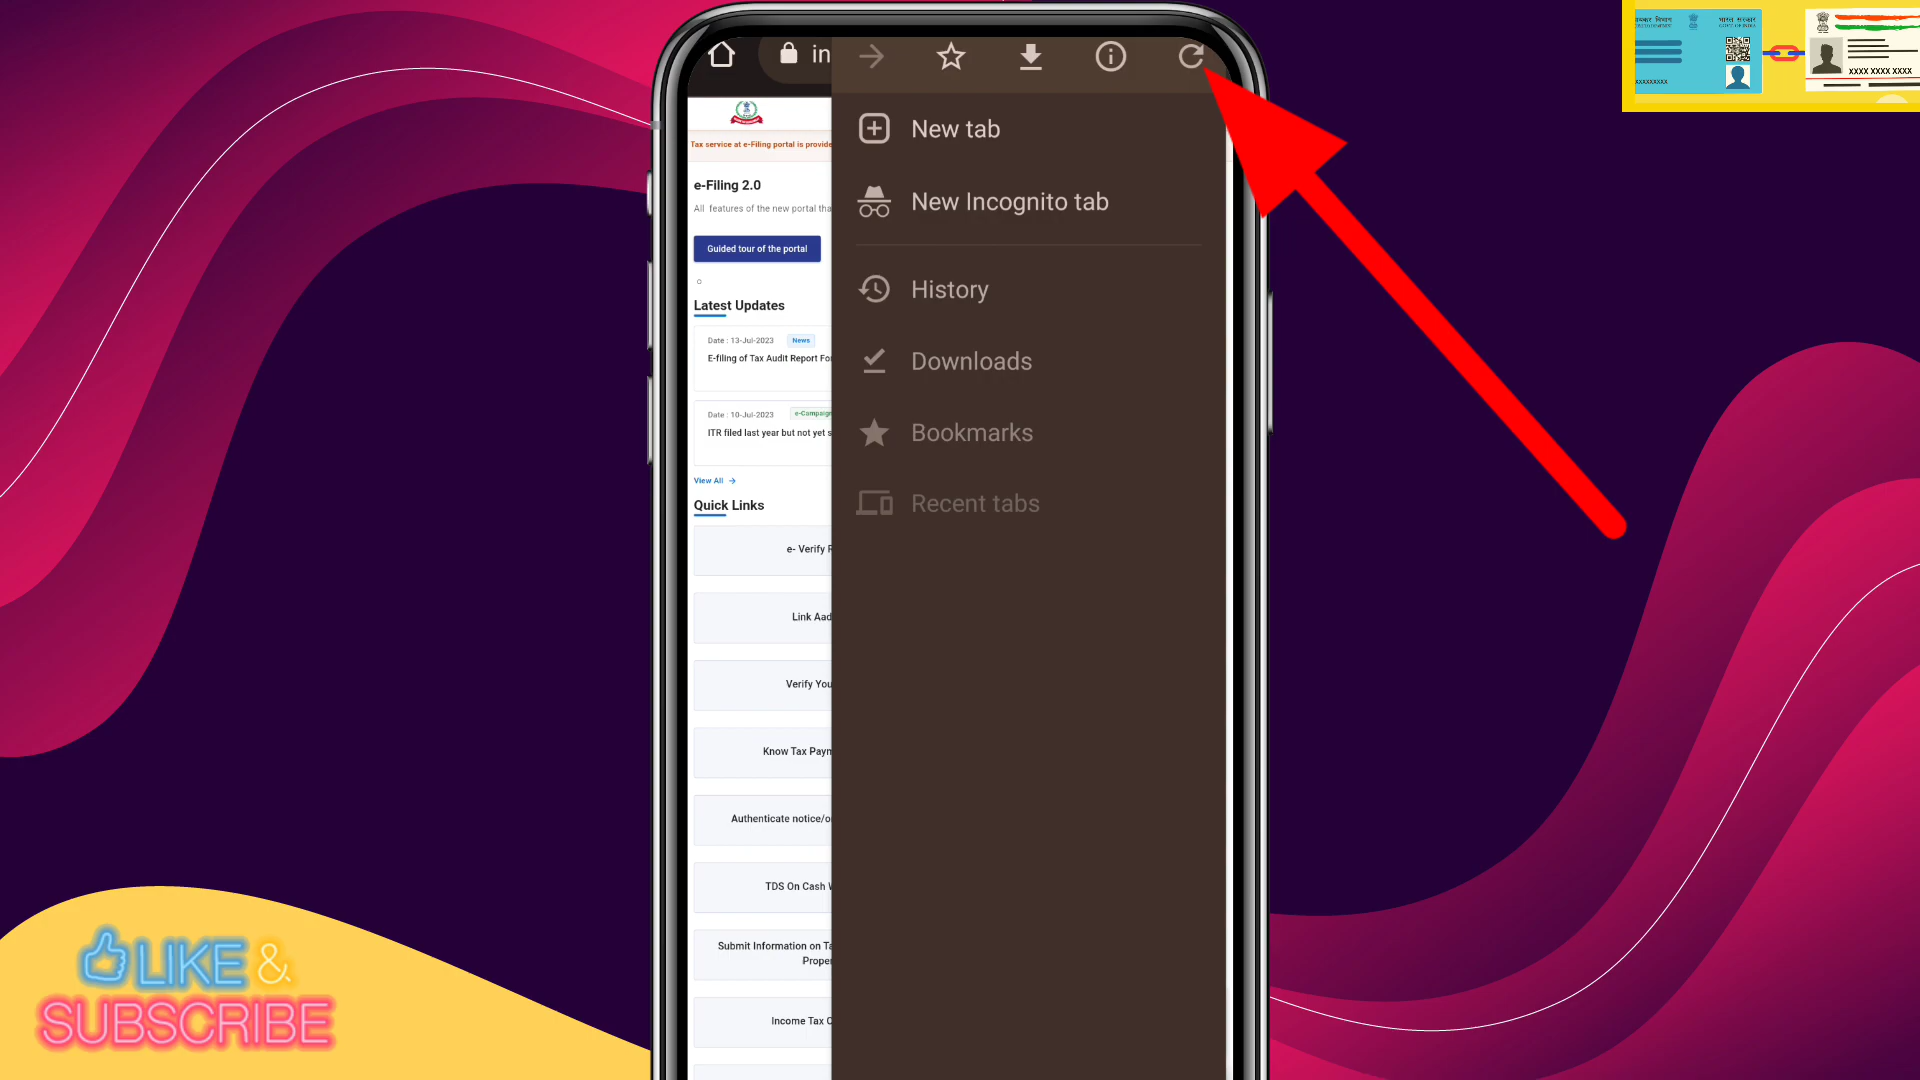 in
New tab
New Incognito tab
History
Downloads
Bookmarks
Recent tabs
Tax service at e-Filing portal is provide
e-Filing 2.0
All features of the new portal tha
Guided tour of the portal
Latest Updates
Date : 13-Jul-2023 News
E-filing of Tax Audit Report For
Date : 10-Jul-2023 e-Campaign
ITR filed last year but not yet s
View All
Quick Links
e- Verify R
Link Aad
Verify You
Know Tax Paym
Authenticate notice/o
TDS On Cash W
Submit Information on Ta
Proper
Income Tax C
LIKE &
SUBSCRIBE
भारत सरकार
XXXX XXXX XXXX